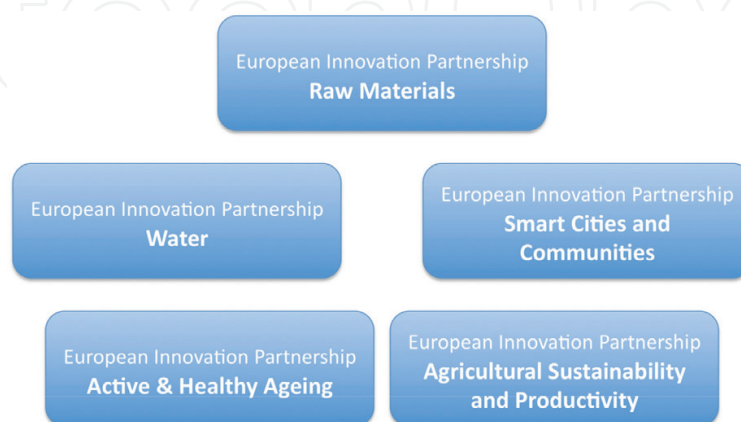 European Innovation Partnership
Raw Materials
European Innovation Partnership
Water
European Innovation Partnership
Smart Cities and
Communities
European Innovation Partnership
Active & Healthy Ageing
European Innovation Partnership
Agricultural Sustainability
and Productivity